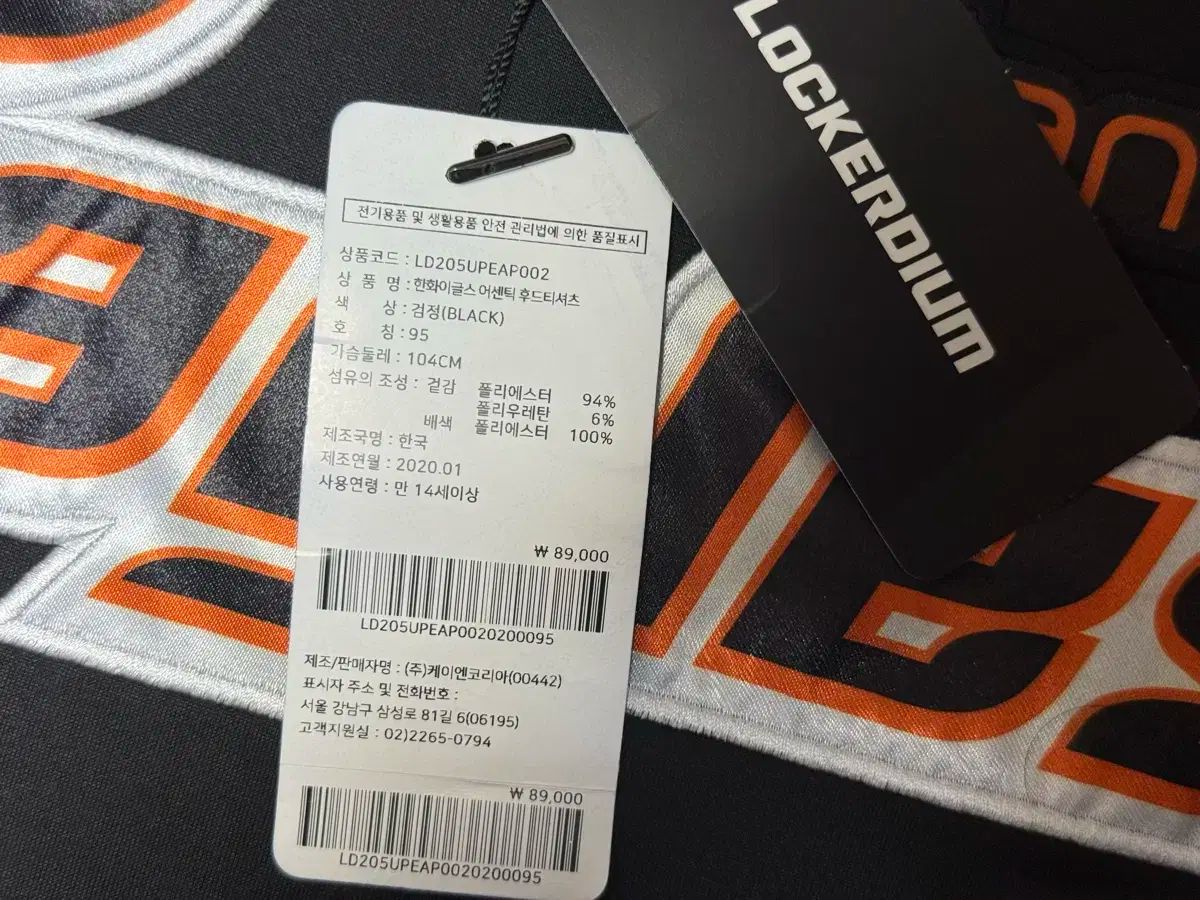 LOCKERDIUM
전기용품 및 생활용품 안전 관리법에 의한 품질표시
상품코드 : LD205UPEAP002
상 품 명 : 한화이글스 어센틱 후드티셔츠
색 상 : 검정(BLACK)
호 칭 : 95
가슴둘레 : 104CM
섬유의 조성 : 겉감 폴리에스터 94%
폴리우레탄 6%
배색 폴리에스터 100%
제조국명 : 한국
제조연월 : 2020.01
사용연령 : 만 14세이상
₩ 89,000
LD205UPEAP0020200095
제조/판매자명 : (주)케이엔코리아(00442)
표시자 주소 및 전화번호 :
서울 강남구 삼성로 81길 6(06195)
고객지원실 : 02)2265-0794
₩ 89,000
LD205UPEAP0020200095